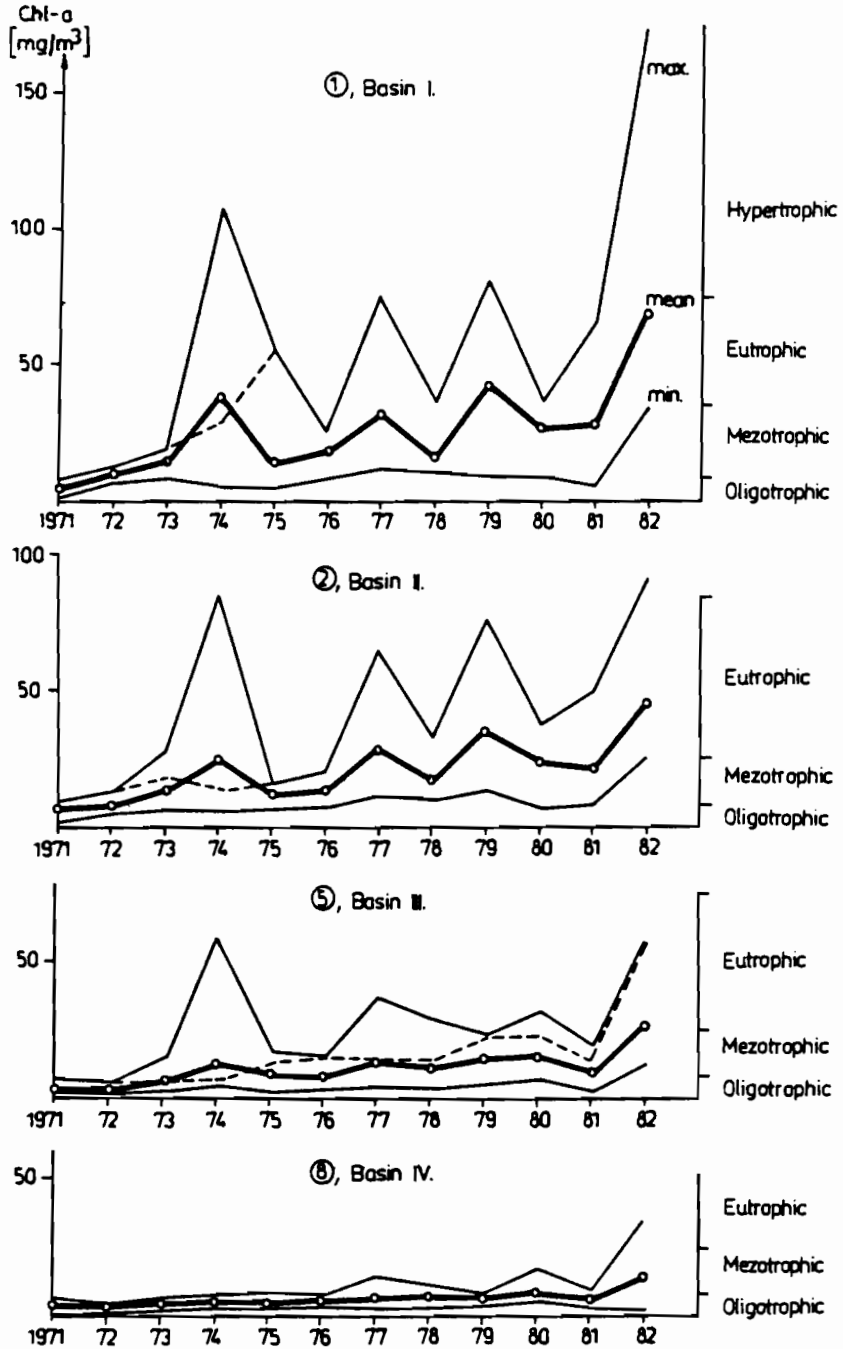 Chl-a
[mg/m³]
①, Basin I.
150
max.
Hypertrophic
100
mean
50
Eutrophic
min.
Mezotrophic
Oligotrophic
1971 72 73 74 75 76 77 78 79 80 81 82
100
②, Basin II.
50
Eutrophic
Mezotrophic
Oligotrophic
1971 72 73 74 75 76 77 78 79 80 81 82
⑤, Basin III.
50
Eutrophic
Mezotrophic
Oligotrophic
1971 72 73 74 75 76 77 78 79 80 81 82
⑧, Basin IV.
50
Eutrophic
Mezotrophic
Oligotrophic
1971 72 73 74 75 76 77 78 79 80 81 82